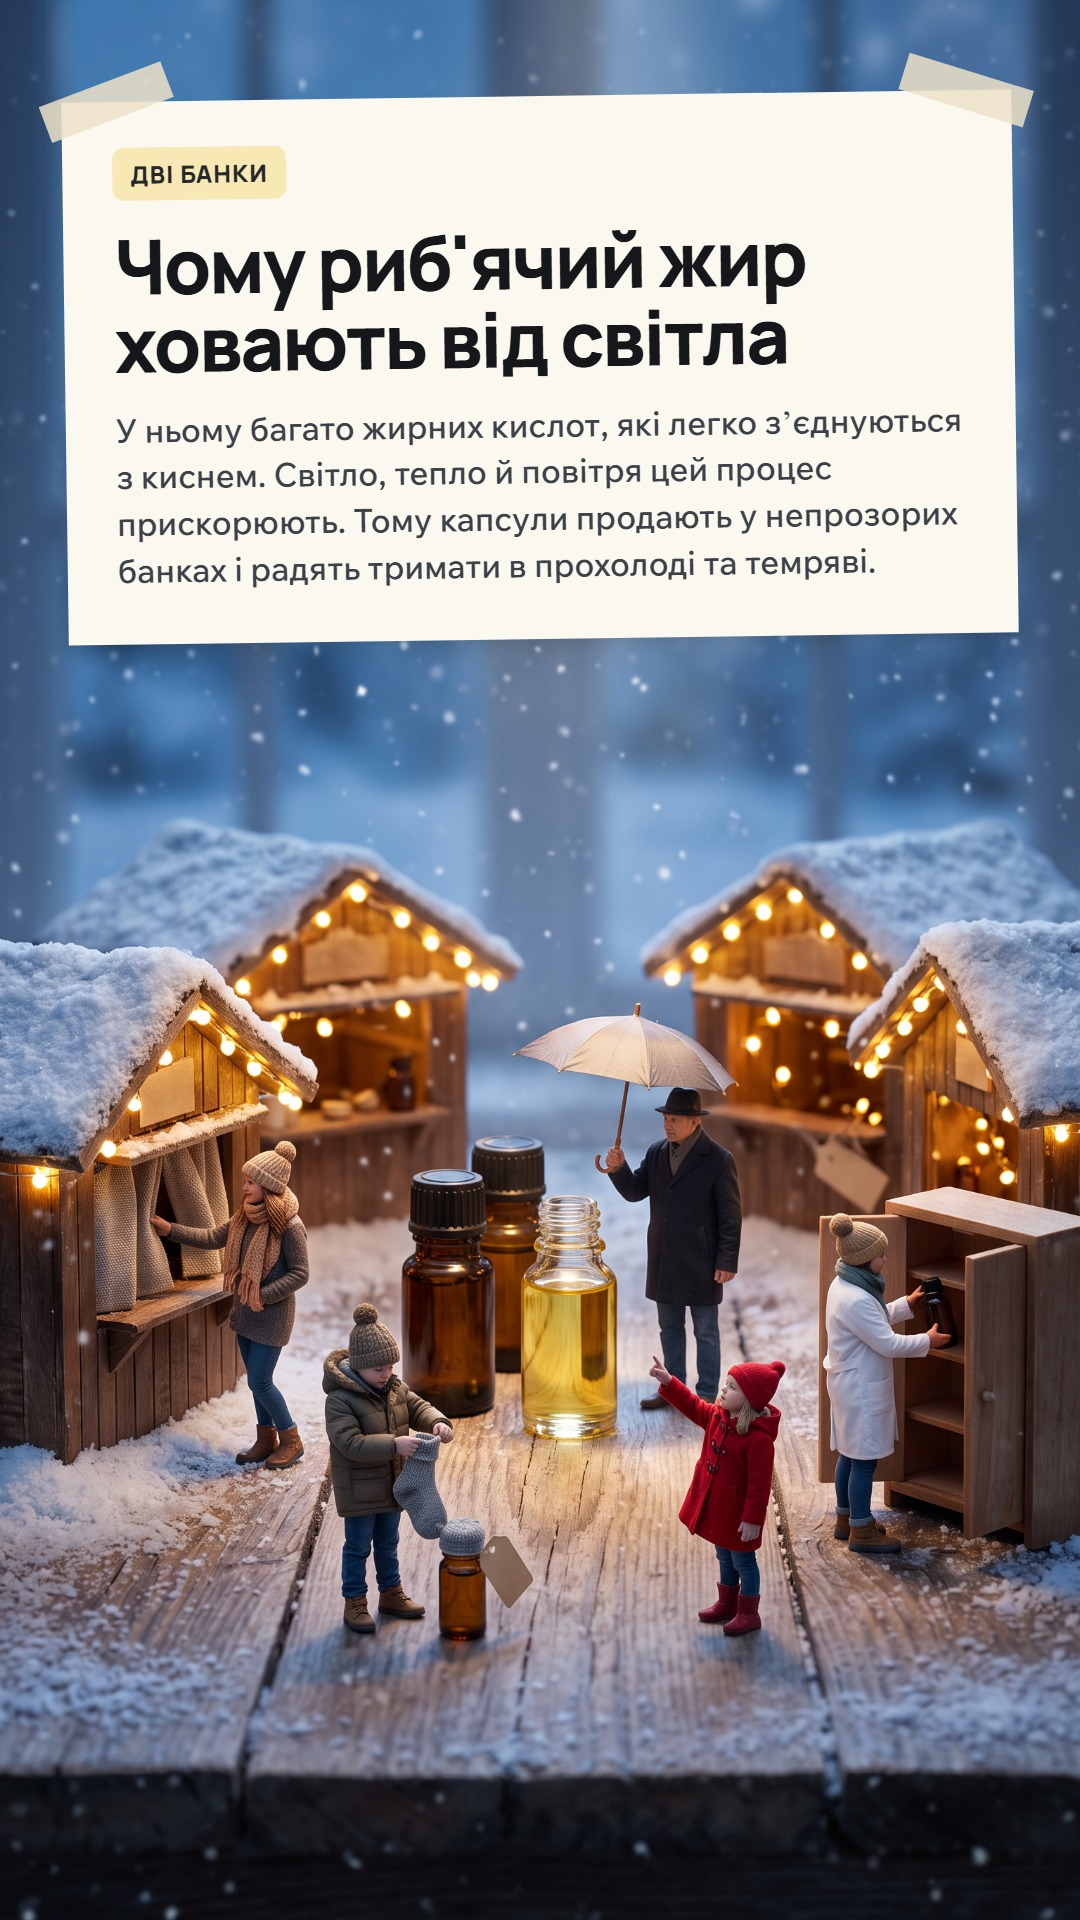 ДВІ БАНКИ
Чому риб'ячий жир
ховають від світла
У ньому багато жирних кислот, які легко з’єднуються
з киснем. Світло, тепло й повітря цей процес
прискорюють. Тому капсули продають у непрозорих
банках і радять тримати в прохолоді та темряві.